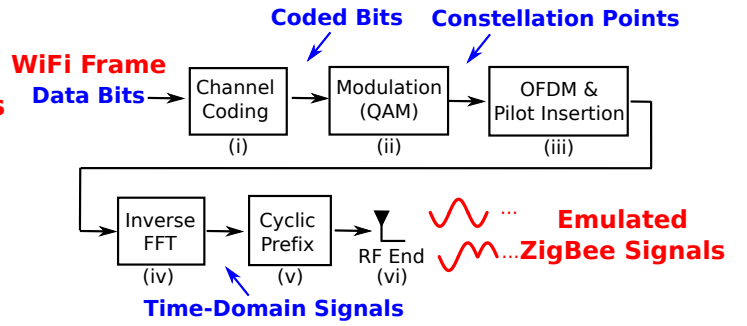 Coded Bits
Constellation Points
WiFi Frame
Data Bits
s
Channel
Coding
(i)
Modulation
(QAM)
(ii)
OFDM &
Pilot Insertion
(iii)
Inverse
FFT
(iv)
Cyclic
Prefix
(v)
RF End
(vi)
...
...
Emulated
ZigBee Signals
Time-Domain Signals